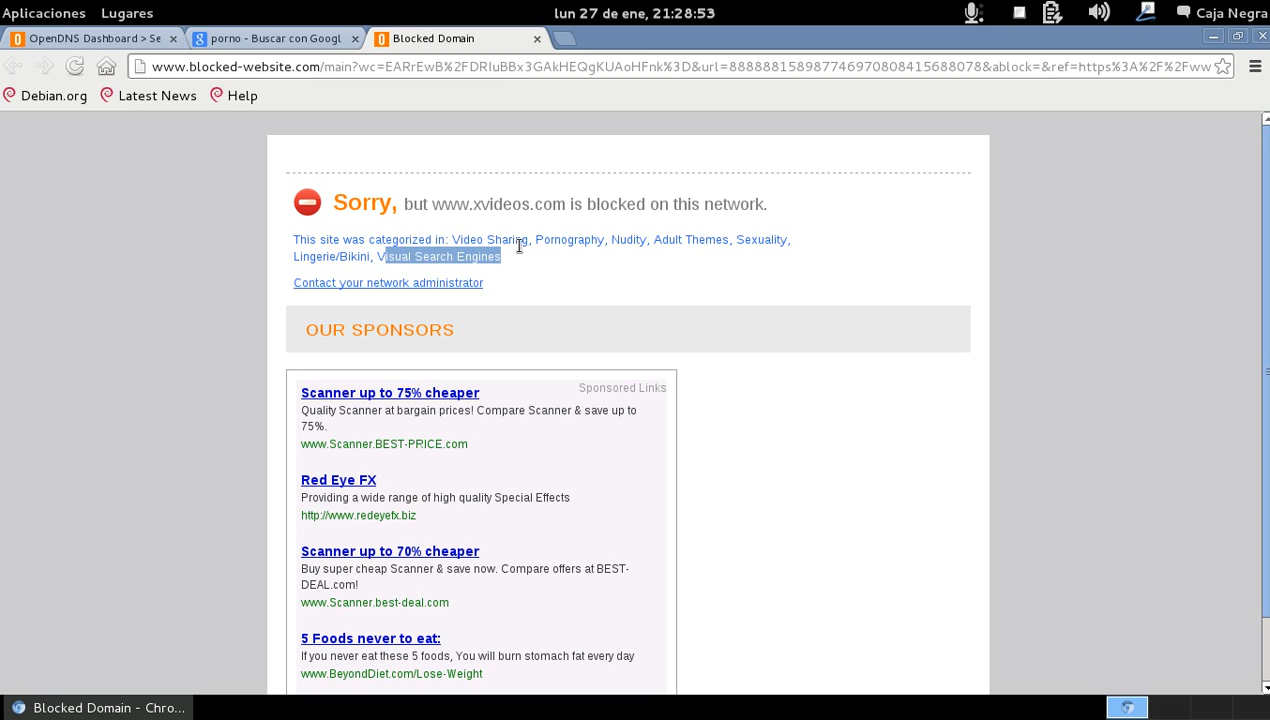 Aplicaciones Lugares lun 27 de ene, 21:28:53 Caja Negra
OpenDNS Dashboard > Se porno - Buscar con Googl Blocked Domain
www.blocked-website.com/main?wc=EARrEwB%2FDRIuBBx3GAkHEQgKUAoHFnk%3D&url=88888815898774697080841568​8078&ablock=&ref=https%3A%2F%2Fww
Debian.org Latest News Help
Sorry, but www.xvideos.com is blocked on this network.
This site was categorized in: Video Sharing, Pornography, Nudity, Adult Themes, Sexuality,
Lingerie/Bikini, Visual Search Engines
Contact your network administrator
OUR SPONSORS
Sponsored Links
Scanner up to 75% cheaper
Quality Scanner at bargain prices! Compare Scanner & save up to
75%.
www.Scanner.BEST-PRICE.com
Red Eye FX
Providing a wide range of high quality Special Effects
http://www.redeyefx.biz
Scanner up to 70% cheaper
Buy super cheap Scanner & save now. Compare offers at BEST-
DEAL.com!
www.Scanner.best-deal.com
5 Foods never to eat:
If you never eat these 5 foods, You will burn stomach fat every day
www.BeyondDiet.com/Lose-Weight
Blocked Domain - Chro...